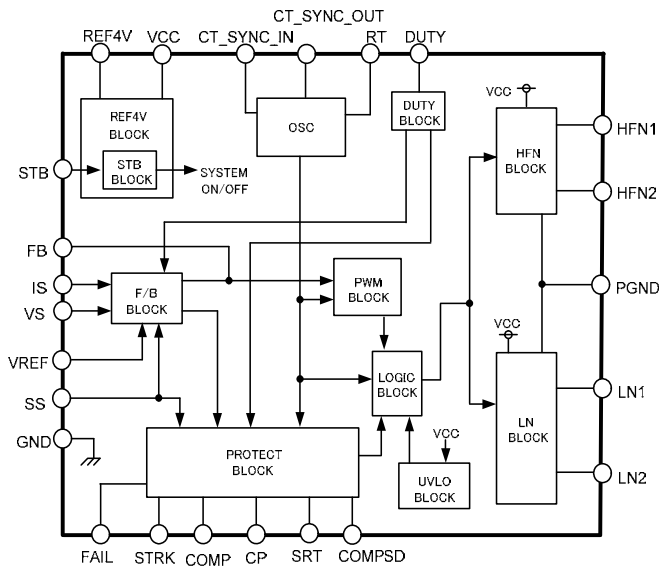 CT_SYNC_OUT
REF4V VCC CT_SYNC_IN RT DUTY
REF4V
BLOCK
STB
BLOCK
SYSTEM
ON/OFF
OSC
DUTY
BLOCK
VCC
HFN
BLOCK
HFN1
HFN2
STB
FB
IS
VS
VREF
SS
GND
F/B
BLOCK
PWM
BLOCK
LOGIC
BLOCK
PGND
VCC
LN
BLOCK
LN1
LN2
PROTECT
BLOCK
VCC
UVLO
BLOCK
FAIL STRK COMP CP SRT COMPSD